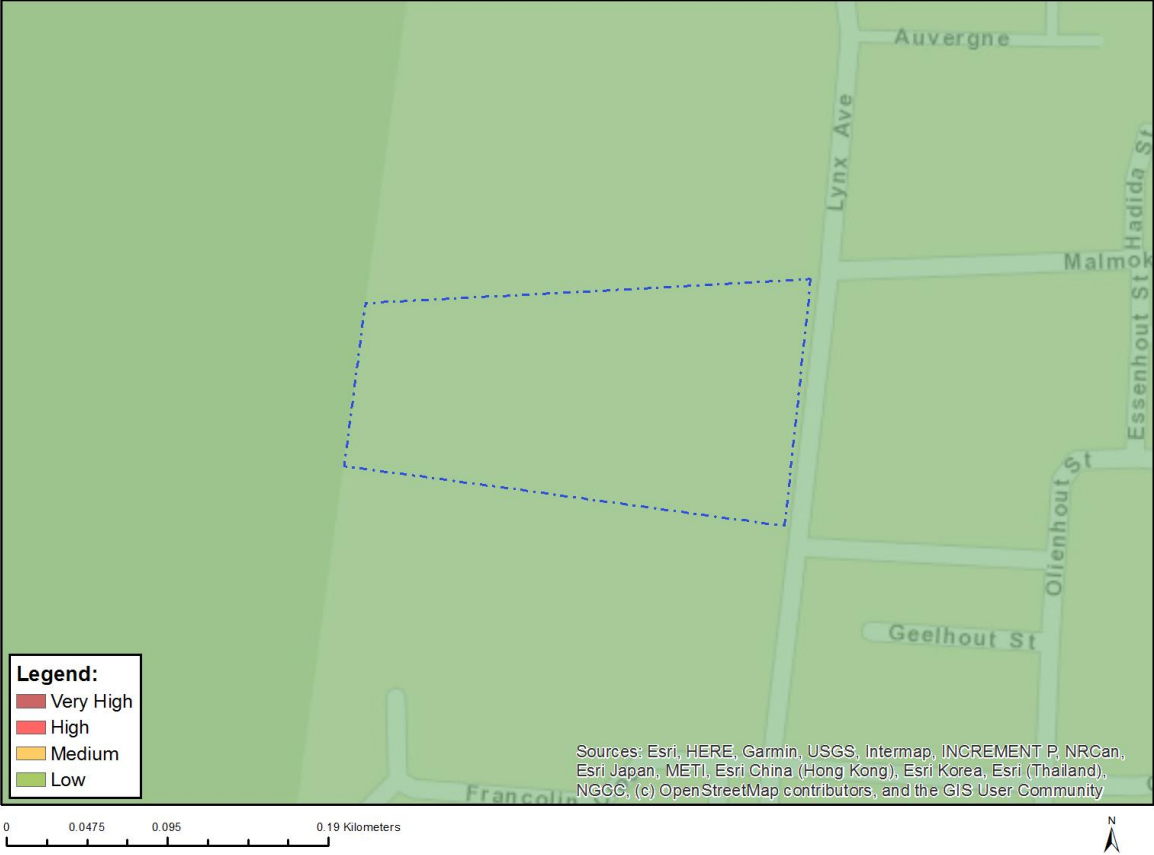 Auvergne
Lynx Ave
Hadida St
Malmok
Essenhout St
Olienhout St
Geelhout St
Francolin
Legend:
Very High
High
Medium
Low
Sources: Esri, HERE, Garmin, USGS, Intermap, INCREMENT P, NRCan,
Esri Japan, METI, Esri China (Hong Kong), Esri Korea, Esri (Thailand),
NGCC, (c) OpenStreetMap contributors, and the GIS User Community
0 0.0475 0.095 0.19 Kilometers
N